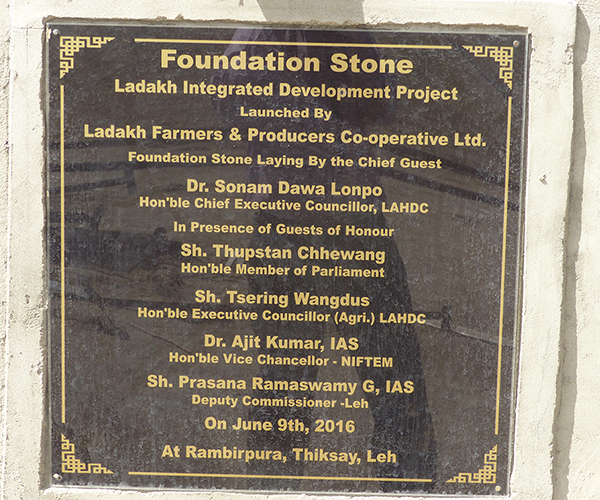 Foundation Stone
Ladakh Integrated Development Project
Launched By
Ladakh Farmers & Producers Co-operative Ltd.
Foundation Stone Laying By the Chief Guest
Dr. Sonam Dawa Lonpo
Hon'ble Chief Executive Councillor, LAHDC
In Presence of Guests of Honour
Sh. Thupstan Chhewang
Hon'ble Member of Parliament
Sh. Tsering Wangdus
Hon'ble Executive Councillor (Agri.) LAHDC
Dr. Ajit Kumar, IAS
Hon'ble Vice Chancellor - NIFTEM
Sh. Prasana Ramaswamy G, IAS
Deputy Commissioner -Leh
On June 9th, 2016
At Rambirpura, Thiksay, Leh